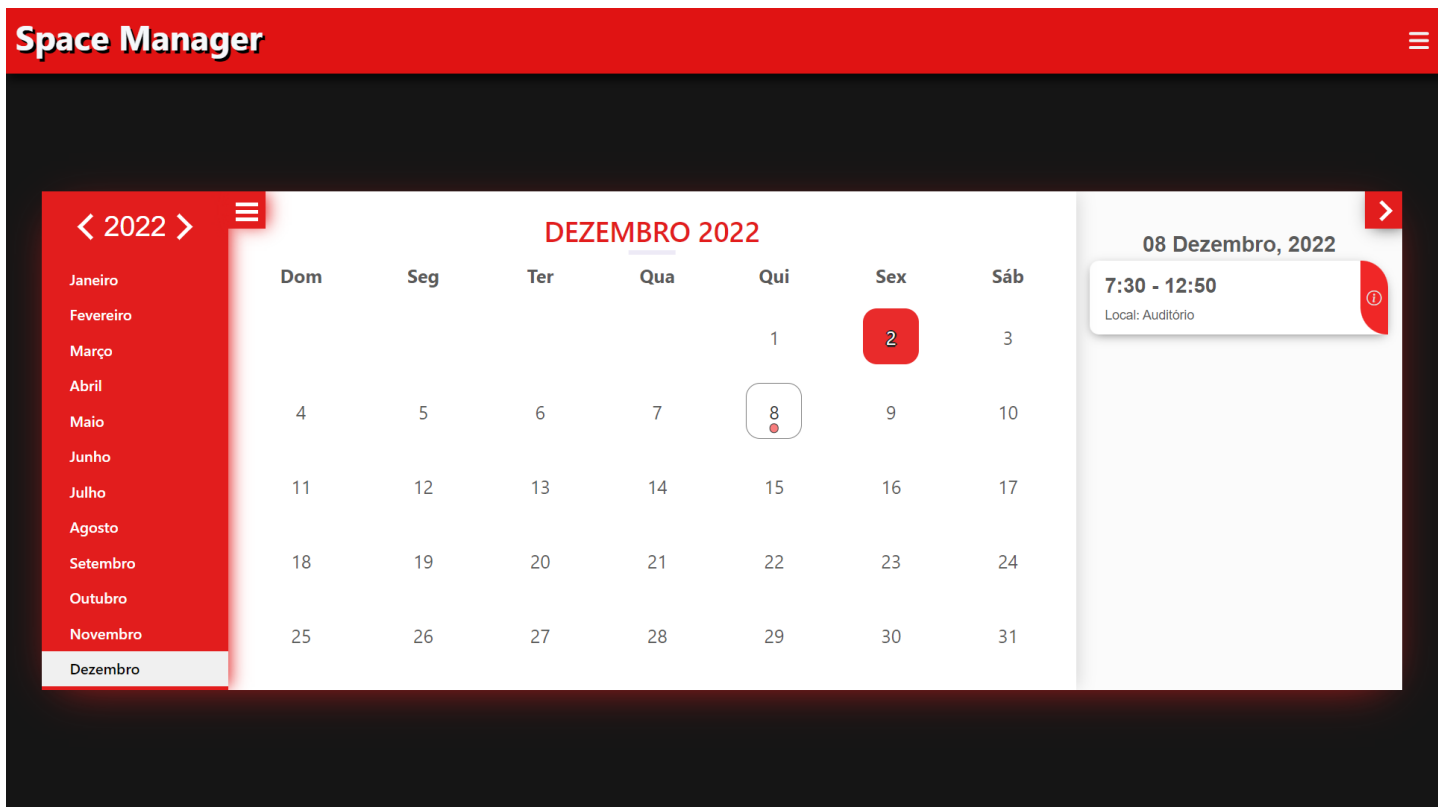 Space Manager
2022
Janeiro
Fevereiro
Março
Abril
Maio
Junho
Julho
Agosto
Setembro
Outubro
Novembro
Dezembro
DEZEMBRO 2022
Dom Seg Ter Qua Qui Sex Sáb
1 2 3
4 5 6 7 8 9 10
11 12 13 14 15 16 17
18 19 20 21 22 23 24
25 26 27 28 29 30 31
08 Dezembro, 2022
7:30 - 12:50
Local: Auditório